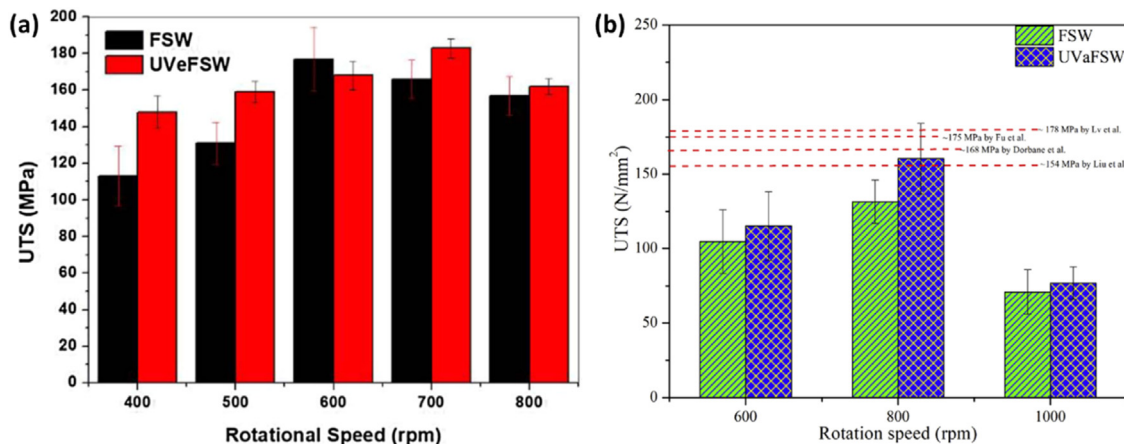 (a)
FSW
UVeFSW
UTS (MPa)
200
180
160
140
120
100
80
60
40
20
0
400 500 600 700 800
Rotational Speed (rpm)
(b)
FSW
UVaFSW
UTS (N/mm²)
250
200
150
100
50
0
~178 MPa by Lv et al.
~175 MPa by Fu et al.
~168 MPa by Dorbane et al.
~154 MPa by Liu et al
600 800 1000
Rotation speed (rpm)